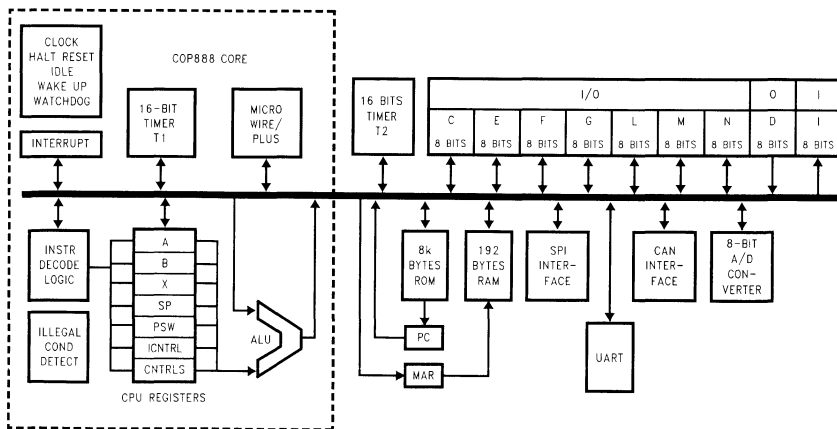 CLOCK
HALT RESET
IDLE
WAKE UP
WATCHDOG
COP888 CORE
INTERRUPT
16-BIT
TIMER
T1
MICRO
WIRE/
PLUS
16 BITS
TIMER
T2
I/O
O
I
C
E
F
G
L
M
N
D
I
8 BITS
8 BITS
8 BITS
8 BITS
8 BITS
8 BITS
8 BITS
8 BITS
8 BITS
INSTR
DECODE
LOGIC
A
B
X
SP
PSW
ICNTRL
CNTRLS
CPU REGISTERS
ILLEGAL
COND
DETECT
ALU
8k
BYTES
ROM
192
BYTES
RAM
SPI
INTER-
FACE
CAN
INTER-
FACE
8-BIT
A/D
CON-
VERTER
PC
MAR
UART